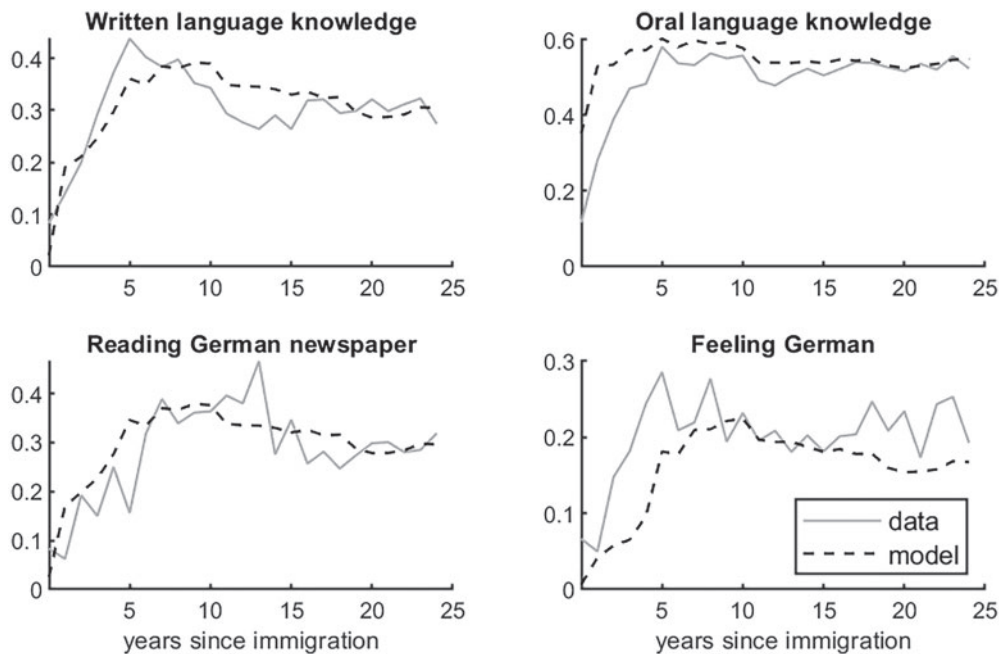 Written language knowledge
0.4
0.3
0.2
0.1
0
5 10 15 20 25
Oral language knowledge
0.6
0.4
0.2
0
5 10 15 20 25
Reading German newspaper
0.4
0.3
0.2
0.1
0
5 10 15 20 25
years since immigration
Feeling German
0.3
0.2
0.1
0
5 10 15 20 25
years since immigration
data
model